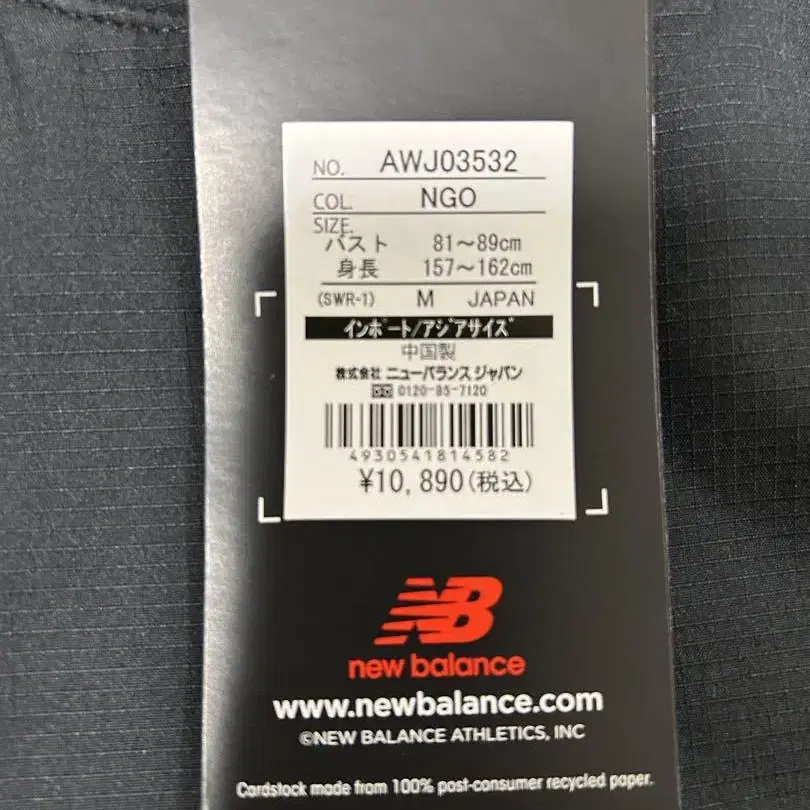 NO. AWJ03532
COL. NGO
SIZE.
バスト 81～89cm
身長 157～162cm
(SWR-1) M JAPAN
インポート/アジアサイズ
中国製
株式会社 ニューバランス ジャパン
0120-85-7120
4930541814582
¥10,890(税込)
NB
new balance
www.newbalance.com
©NEW BALANCE ATHLETICS, INC
Cardstock made from 100% post-consumer recycled paper.